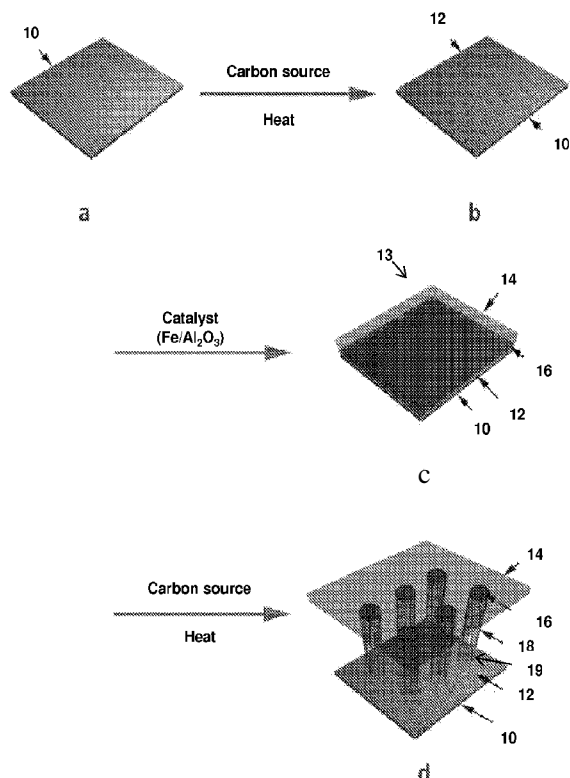 10
12
Carbon source
Heat
10
a
b
13
14
Catalyst
(Fe/Al₂O₃)
16
12
10
c
14
Carbon source
Heat
16
18
19
12
10
d